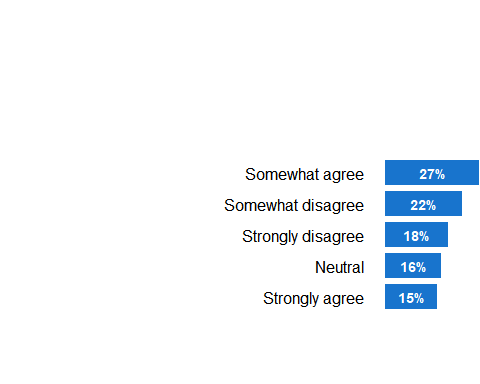 Somewhat agree 27%
Somewhat disagree 22%
Strongly disagree 18%
Neutral 16%
Strongly agree 15%